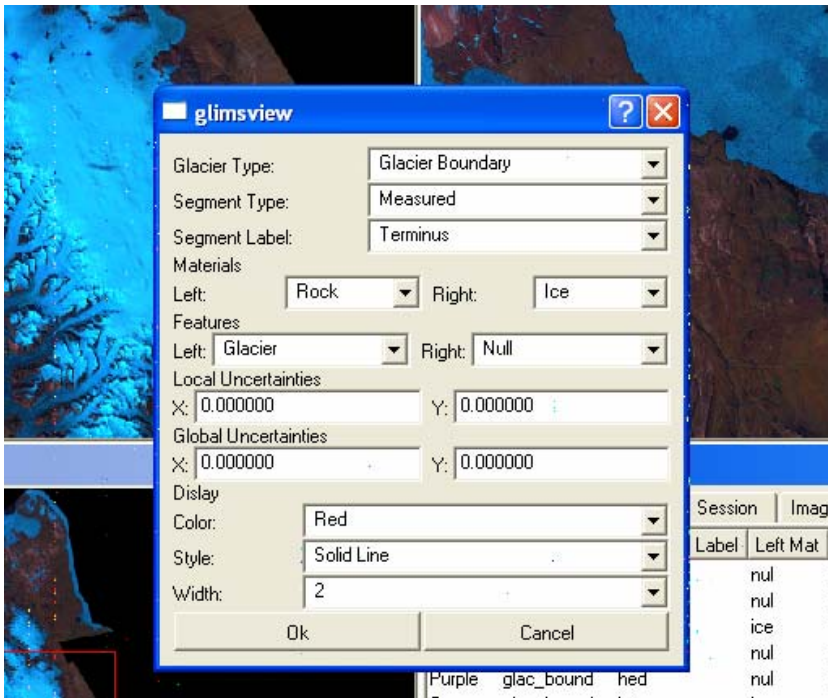 glimsview
Glacier Type: Glacier Boundary
Segment Type: Measured
Segment Label: Terminus
Materials
Left: Rock Right: Ice
Features
Left: Glacier Right: Null
Local Uncertainties
X: 0.000000 Y: 0.000000
Global Uncertainties
X: 0.000000 Y: 0.000000
Dislay
Color: Red
Style: Solid Line
Width: 2
Ok Cancel
Session Imag
Label Left Mat
nul
nul
ice
nul
Purple glac_bound hed nul